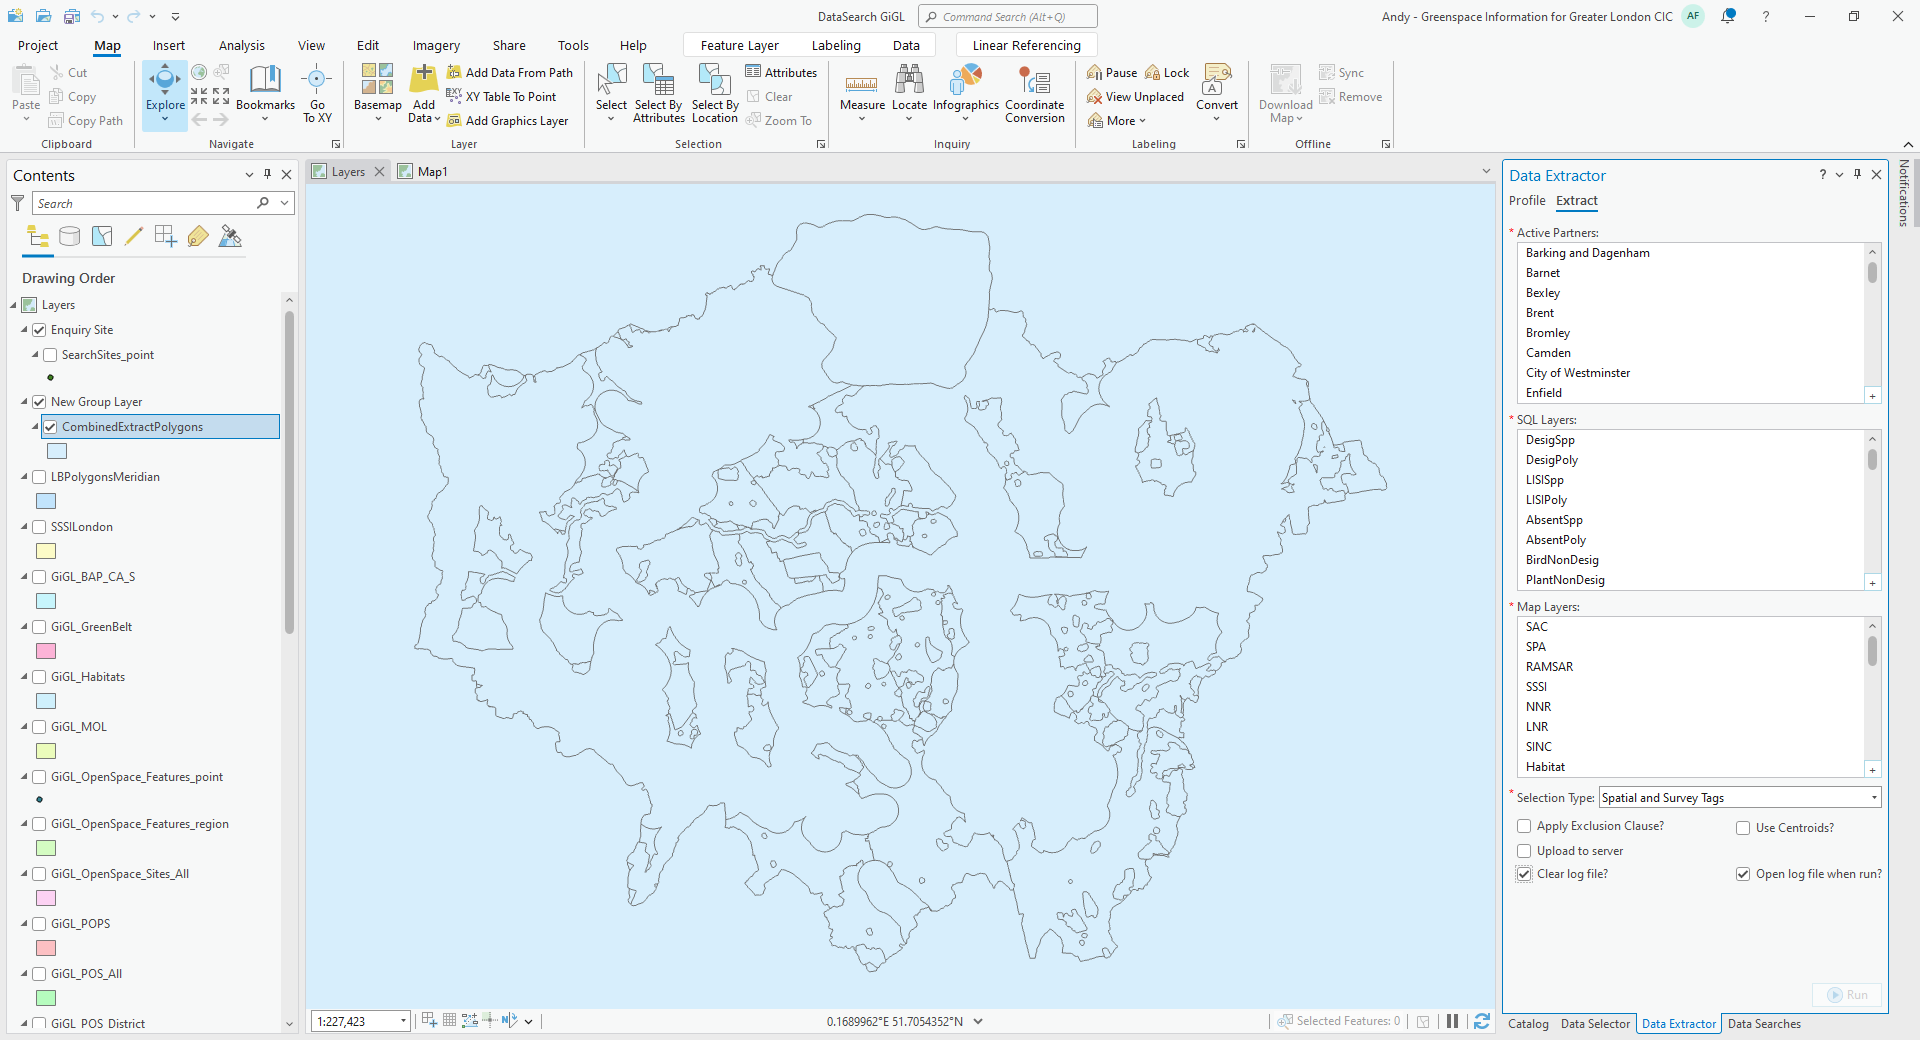 DataSearch GiGL
Command Search (Alt+Q)
Andy - Greenspace Information for Greater London CIC
AF
Project
Map
Insert
Analysis
View
Edit
Imagery
Share
Tools
Help
Feature Layer
Labeling
Data
Linear Referencing
Paste
Cut
Copy
Copy Path
Clipboard
Explore
Bookmarks
Go To XY
Navigate
Basemap
Add Data
Add Data From Path
XY Table To Point
Add Graphics Layer
Layer
Select
Select By Attributes
Select By Location
Attributes
Clear
Zoom To
Selection
Measure
Locate
Infographics
Coordinate Conversion
Inquiry
Pause
Lock
View Unplaced
More
Convert
Labeling
Download Map
Sync
Remove
Offline
Contents
Search
Drawing Order
Layers
Enquiry Site
SearchSites_point
New Group Layer
CombinedExtractPolygons
LBPolygonsMeridian
SSSILondon
GiGL_BAP_CA_S
GiGL_GreenBelt
GiGL_Habitats
GiGL_MOL
GiGL_OpenSpace_Features_point
GiGL_OpenSpace_Features_region
GiGL_OpenSpace_Sites_All
GiGL_POPS
GiGL_POS_All
GiGL_POS_District
Layers
Map1
1:227,423
0.1689962°E 51.7054352°N
Selected Features: 0
Data Extractor
Profile
Extract
* Active Partners:
Barking and Dagenham
Barnet
Bexley
Brent
Bromley
Camden
City of Westminster
Enfield
* SQL Layers:
DesigSpp
DesigPoly
LISISpp
LISIPoly
AbsentSpp
AbsentPoly
BirdNonDesig
PlantNonDesig
* Map Layers:
SAC
SPA
RAMSAR
SSSI
NNR
LNR
SINC
Habitat
* Selection Type: Spatial and Survey Tags
Apply Exclusion Clause?
Use Centroids?
Upload to server
Clear log file?
Open log file when run?
Run
Catalog
Data Selector
Data Extractor
Data Searches
Notifications